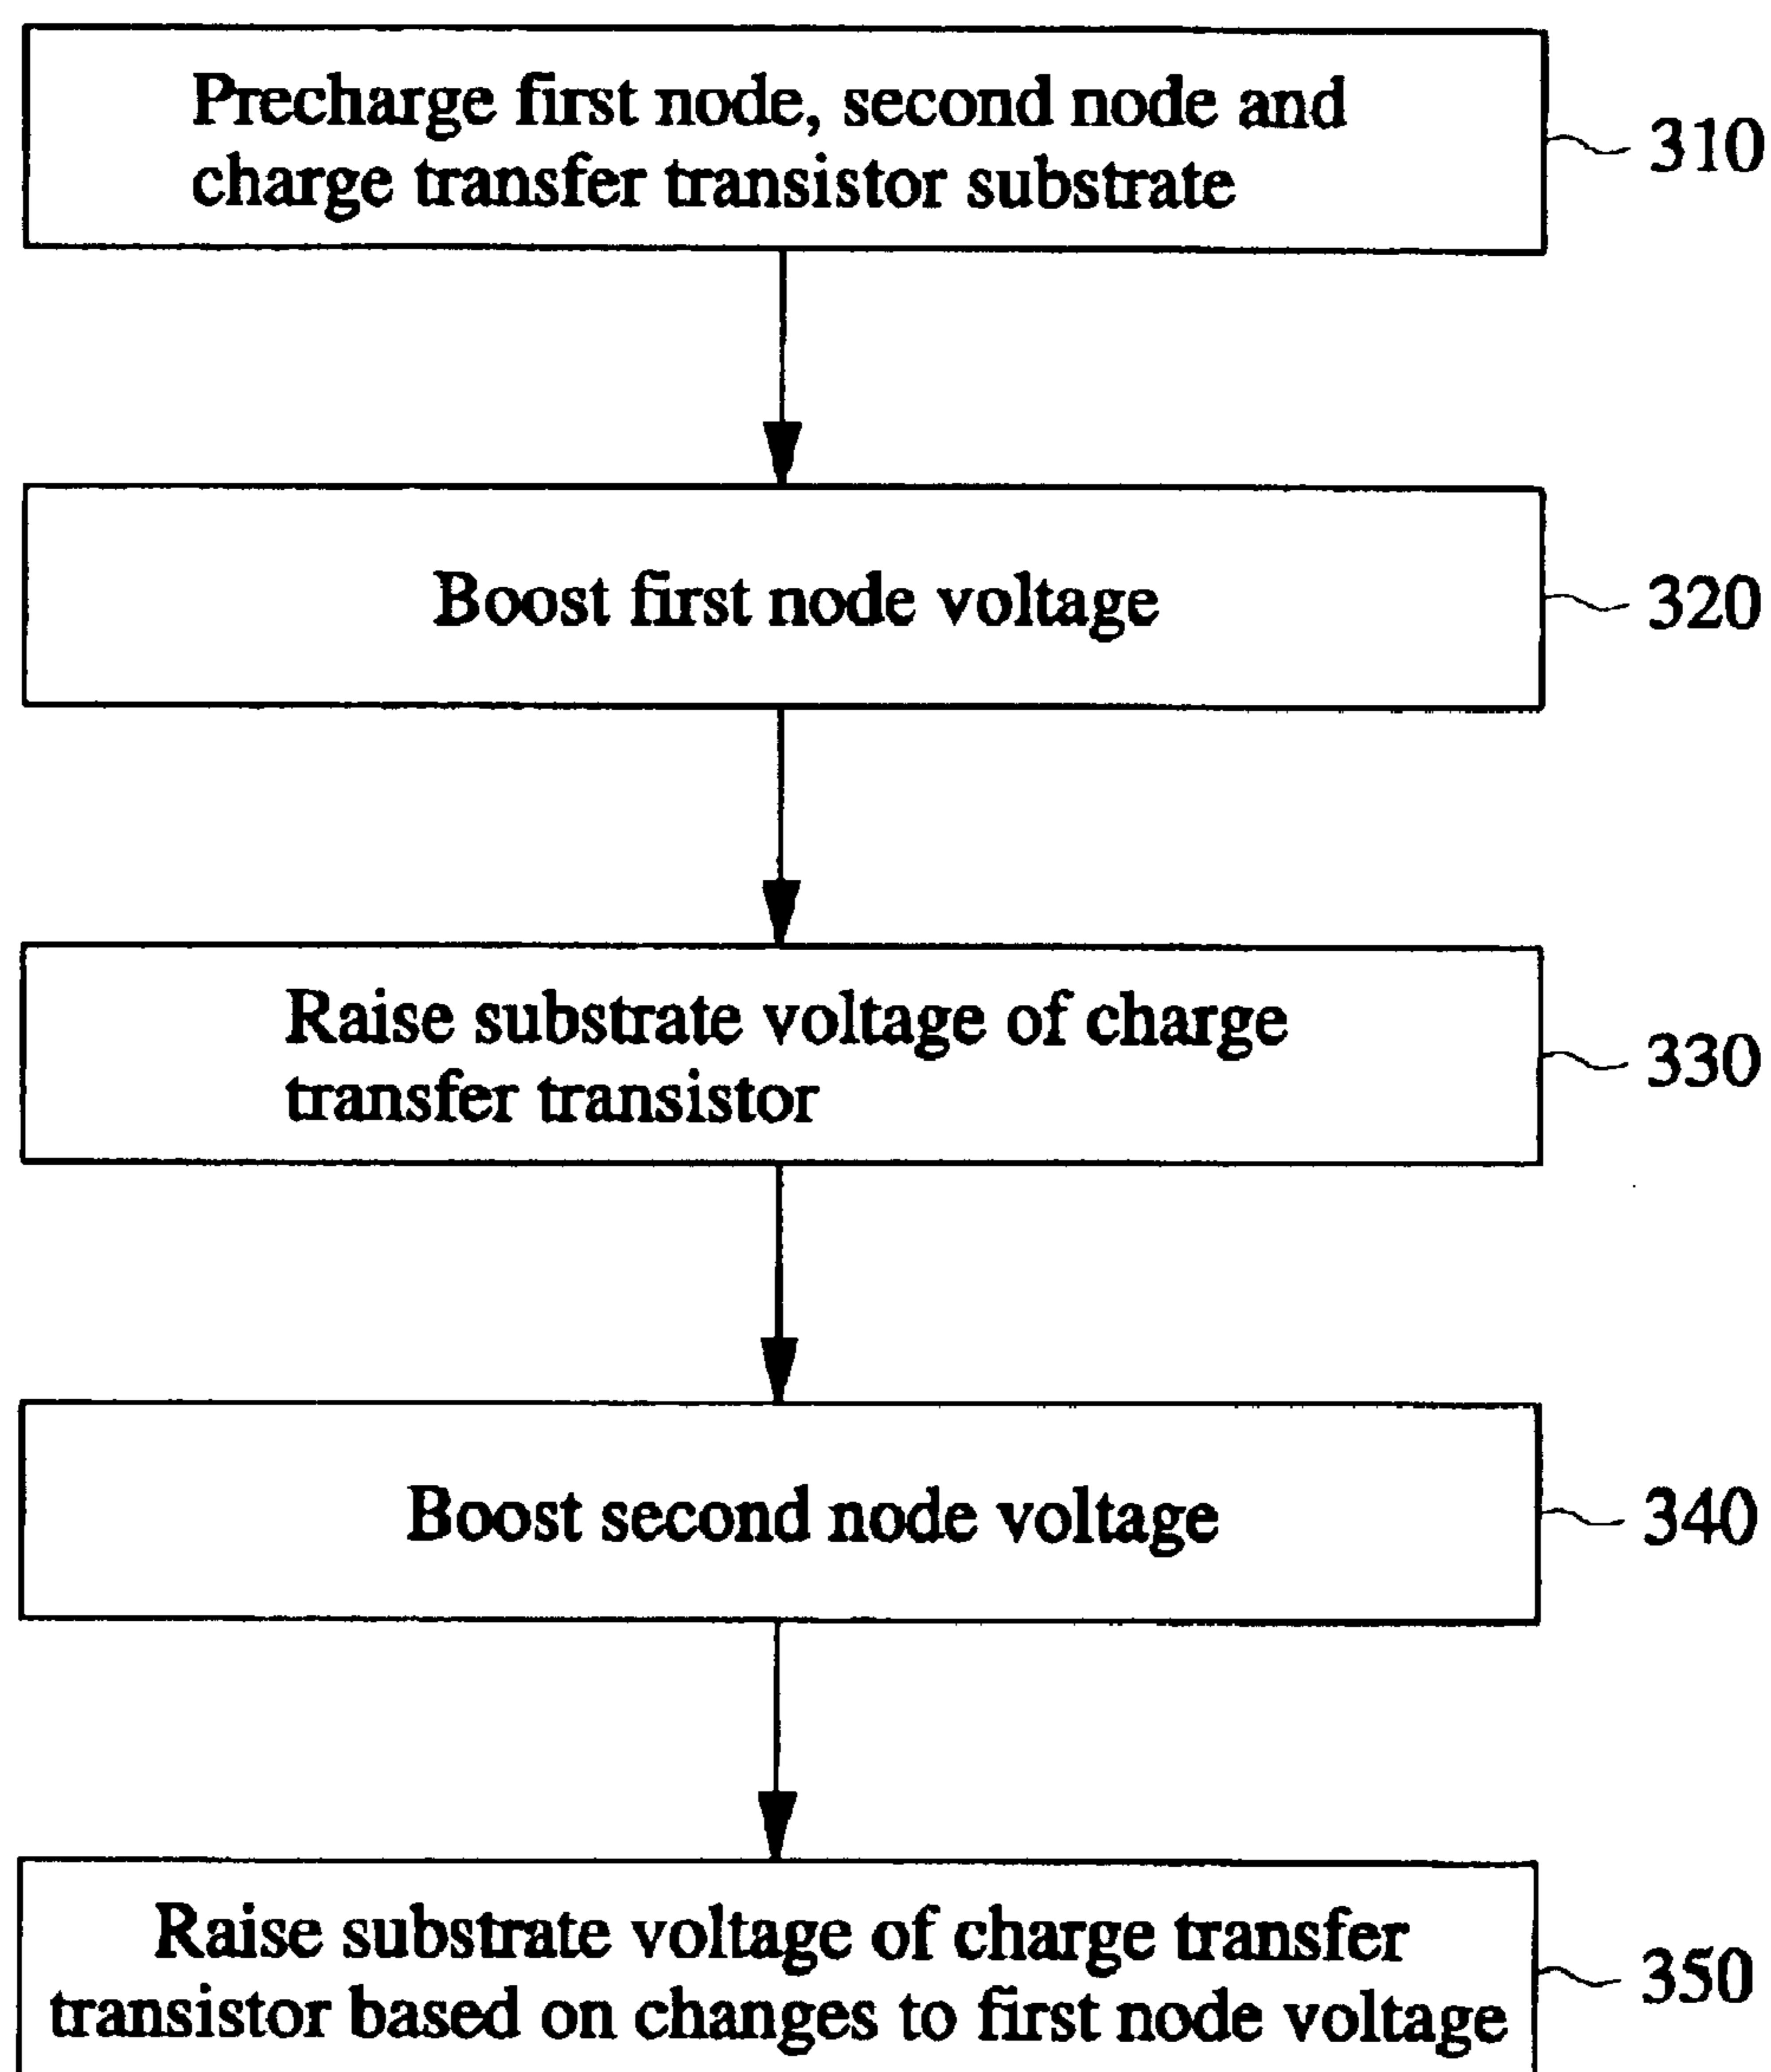 Precharge first node, second node and
charge transfer transistor substrate
310
Boost first node voltage
320
Raise substrate voltage of charge
transfer transistor
330
Boost second node voltage
340
Raise substrate voltage of charge transfer
transistor based on changes to first node voltage
350